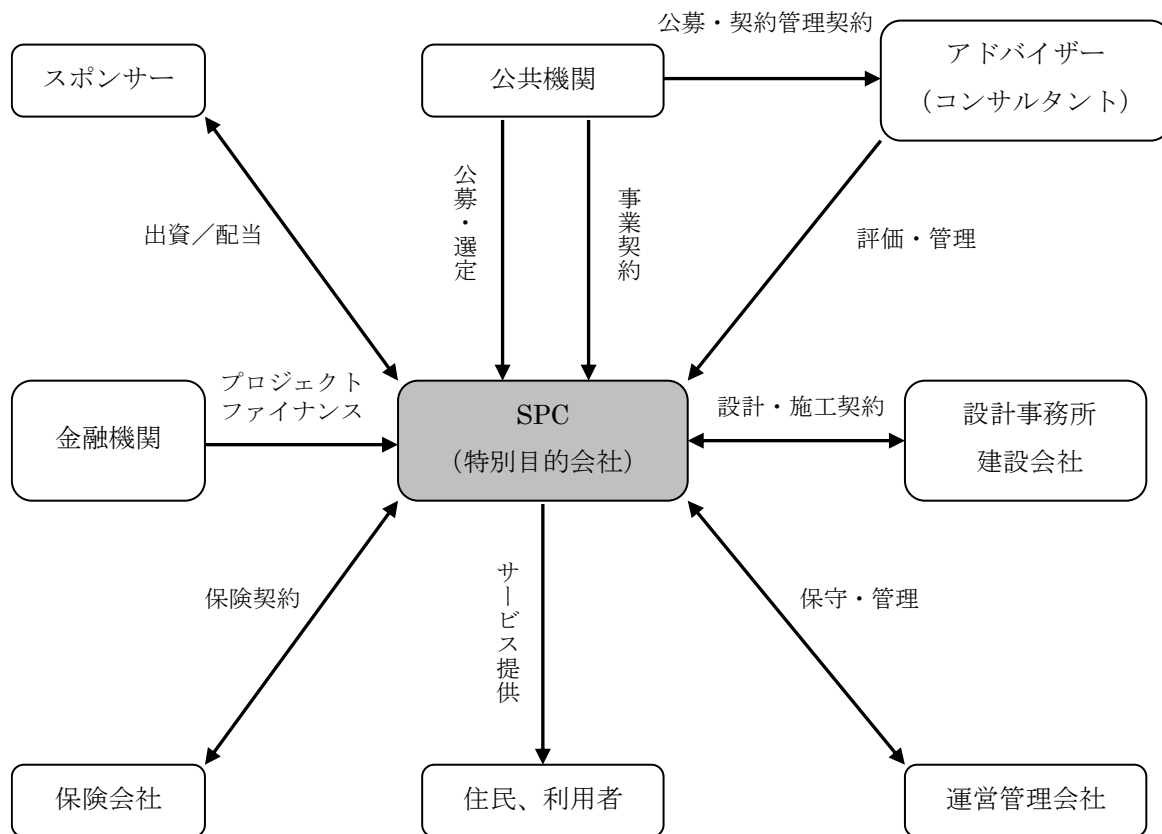 公募・契約管理契約
スポンサー
公共機関
アドバイザー
（コンサルタント）
公募・選定
事業契約
出資／配当
評価・管理
プロジェクト
ファイナンス
金融機関
SPC
（特別目的会社）
設計・施工契約
設計事務所
建設会社
保険契約
サービス提供
保守・管理
保険会社
住民、利用者
運営管理会社